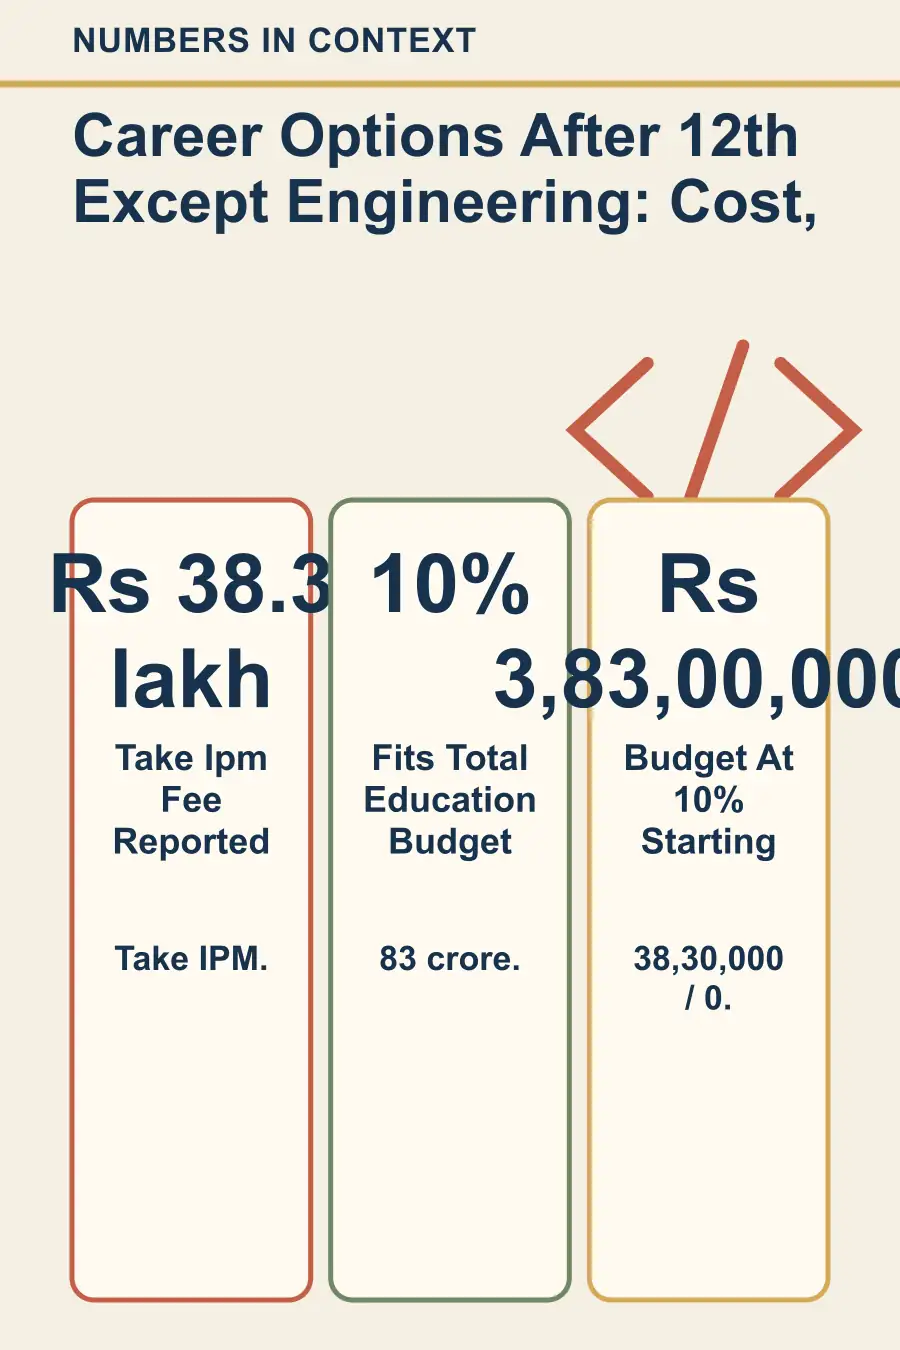 NUMBERS IN CONTEXT
Career Options After 12th
Except Engineering: Cost,
Rs 38.3
lakh
Take Ipm
Fee
Reported
Take IPM.
10%
Fits Total
Education
Budget
83 crore.
Rs
3,83,00,000
Budget At
10%
Starting
38,30,000
/ 0.